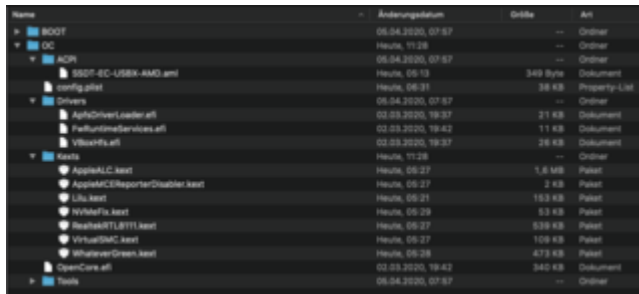 Name Änderungsdatum Größe Art
BOOT 05.04.2020, 07:57 -- Ordner
OC Heute, 11:28 -- Ordner
ACPI 05.04.2020, 07:57 -- Ordner
SSDT-EC-USBX-AMD.aml Heute, 05:13 349 Byte Dokument
config.plist Heute, 06:31 38 KB Property-List
Drivers 05.04.2020, 07:57 -- Ordner
ApfsDriverLoader.efi 02.03.2020, 19:37 21 KB Dokument
FwRuntimeServices.efi 02.03.2020, 19:42 11 KB Dokument
VBoxHfs.efi 02.03.2020, 19:37 26 KB Dokument
Kexts Heute, 11:28 -- Ordner
AppleALC.kext Heute, 05:27 1,6 MB Paket
AppleMCEReporterDisabler.kext Heute, 05:27 2 KB Paket
Lilu.kext Heute, 05:21 153 KB Paket
NVMeFix.kext Heute, 05:29 53 KB Paket
RealtekRTL8111.kext Heute, 05:27 539 KB Paket
VirtualSMC.kext Heute, 05:27 109 KB Paket
WhateverGreen.kext Heute, 05:28 473 KB Paket
OpenCore.efi 02.03.2020, 19:42 340 KB Dokument
Tools 05.04.2020, 07:57 -- Ordner